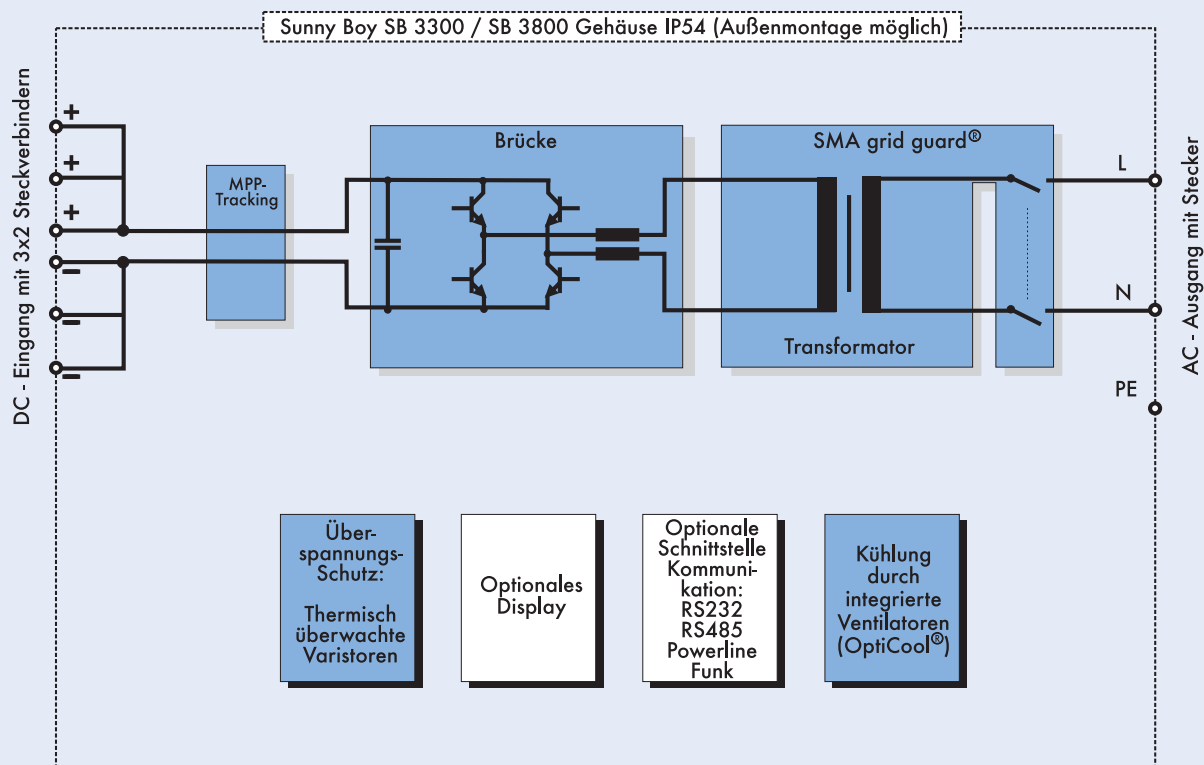 Sunny Boy SB 3300 / SB 3800 Gehäuse IP54 (Außenmontage möglich)
DC - Eingang mit 3x2 Steckverbindern
+
+
+
–
–
–
MPP-
Tracking
Brücke
SMA grid guard®
Transformator
L
N
PE
AC - Ausgang mit Stecker
Über-
spannungs-
Schutz:
Thermisch
überwachte
Varistoren
Optionales
Display
Optionale
Schnittstelle
Kommuni-
kation:
RS232
RS485
Powerline
Funk
Kühlung
durch
integrierte
Ventilatoren
(OptiCool®)